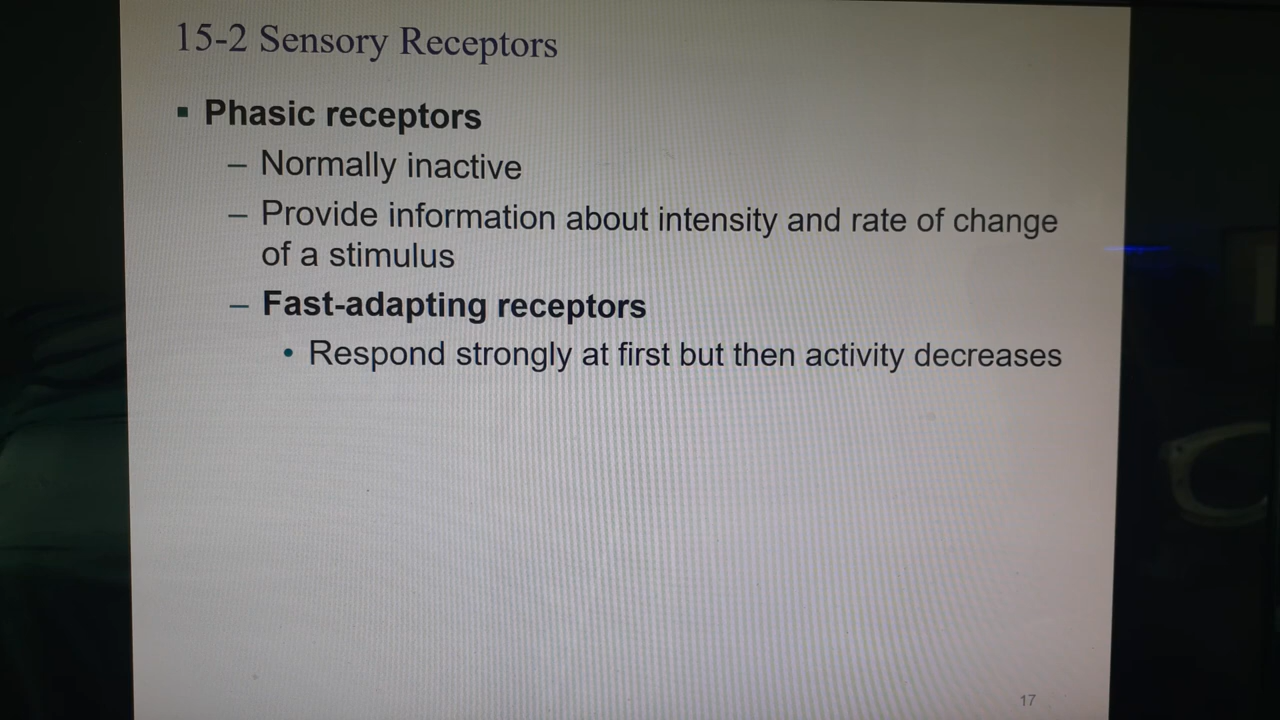 15-2 Sensory Receptors
▪ Phasic receptors
– Normally inactive
– Provide information about intensity and rate of change
of a stimulus
– Fast-adapting receptors
• Respond strongly at first but then activity decreases
17